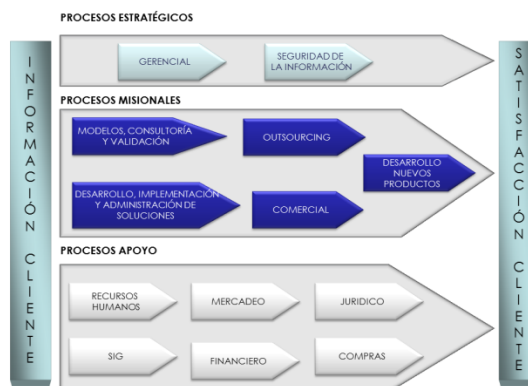 PROCESOS ESTRATÉGICOS
GERENCIAL
SEGURIDAD DE
LA INFORMACIÓN
PROCESOS MISIONALES
MODELOS, CONSULTORÍA
Y VALIDACIÓN
OUTSOURCING
DESARROLLO
NUEVOS
PRODUCTOS
DESARROLLO, IMPLEMENTACIÓN
Y ADMINISTRACIÓN DE
SOLUCIONES
COMERCIAL
PROCESOS APOYO
RECURSOS
HUMANOS
MERCADEO
JURIDICO
SIG
FINANCIERO
COMPRAS
INFORMACIÓN CLIENTE
SATISFACCIÓN CLIENTE